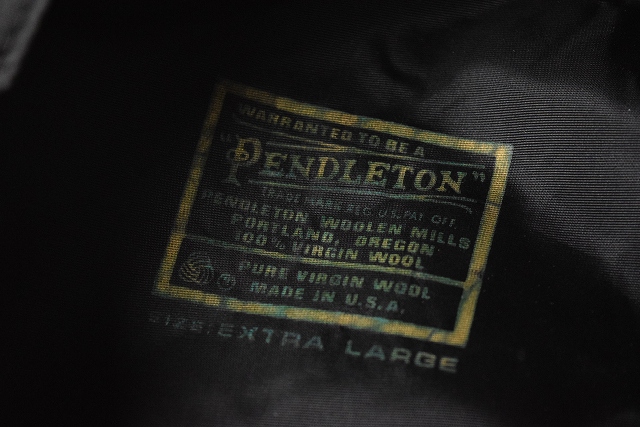 WARRANTED TO BE A
"PENDLETON"
TRADE MARK REG. U.S. PAT. OFF.
PENDLETON WOOLEN MILLS
PORTLAND, OREGON
100% VIRGIN WOOL
PURE VIRGIN WOOL
MADE IN U.S.A.
SIZE: EXTRA LARGE